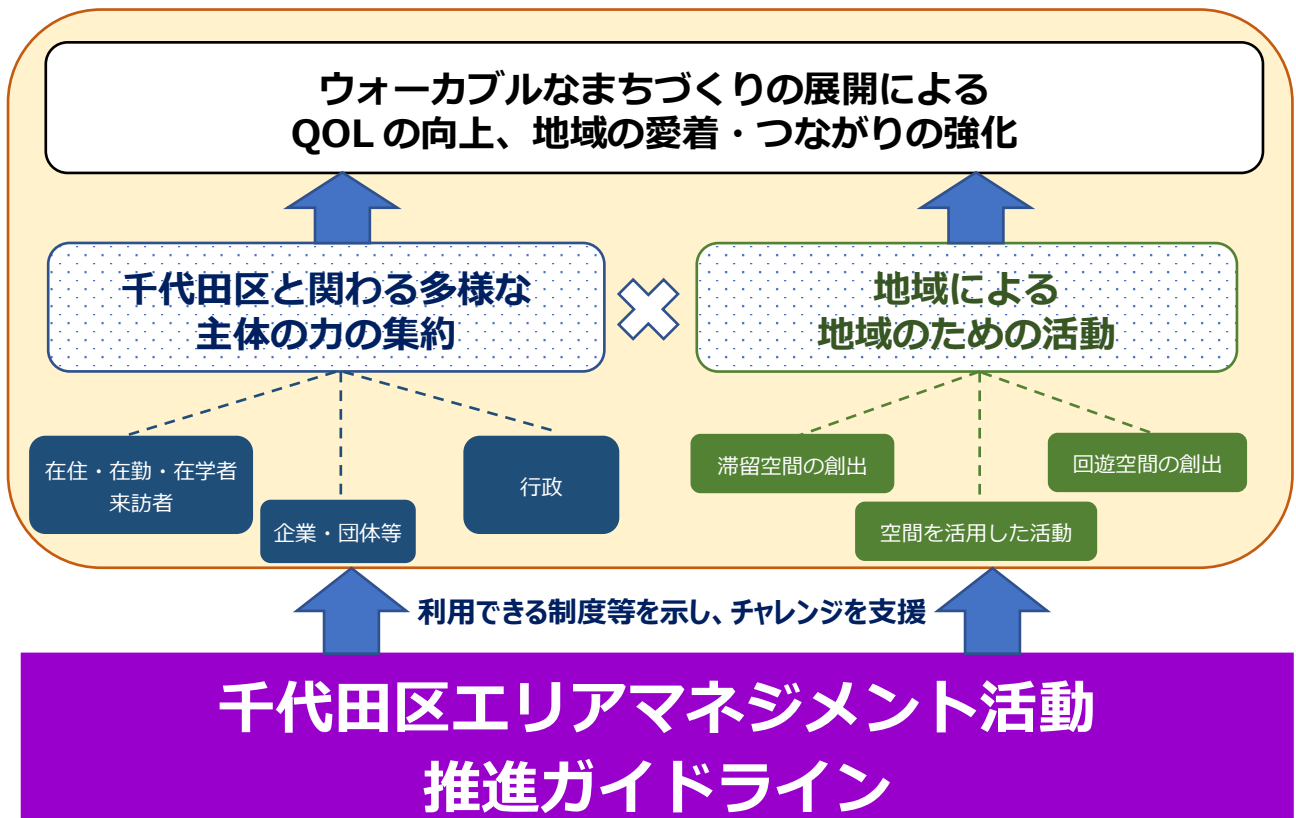 ウォーカブルなまちづくりの展開による
QOL の向上、地域の愛着・つながりの強化
千代田区と関わる多様な
主体の力の集約
地域による
地域のための活動
在住・在勤・在学者
来訪者
企業・団体等
行政
滞留空間の創出
空間を活用した活動
回遊空間の創出
利用できる制度等を示し、チャレンジを支援
千代田区エリアマネジメント活動
推進ガイドライン